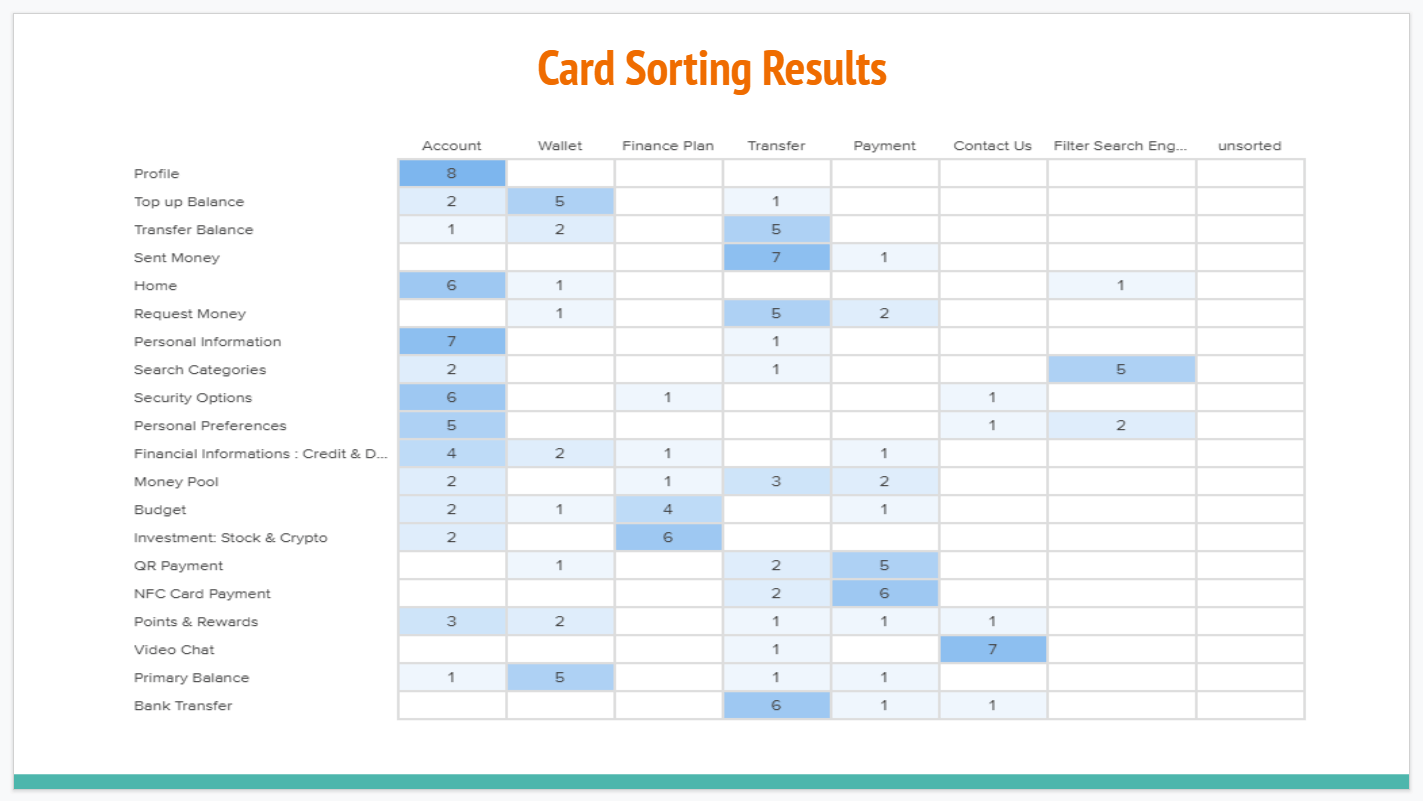 Card Sorting Results
Account Wallet Finance Plan Transfer Payment Contact Us Filter Search Eng... unsorted
Profile 8
Top up Balance 2 5 1
Transfer Balance 1 2 5
Sent Money 7 1
Home 6 1 1
Request Money 1 5 2
Personal Information 7 1
Search Categories 2 1 5
Security Options 6 1 1
Personal Preferences 5 1 2
Financial Informations : Credit & D... 4 2 1 1
Money Pool 2 1 3 2
Budget 2 1 4 1
Investment: Stock & Crypto 2 6
QR Payment 1 2 5
NFC Card Payment 2 6
Points & Rewards 3 2 1 1 1
Video Chat 1 7
Primary Balance 1 5 1 1
Bank Transfer 6 1 1